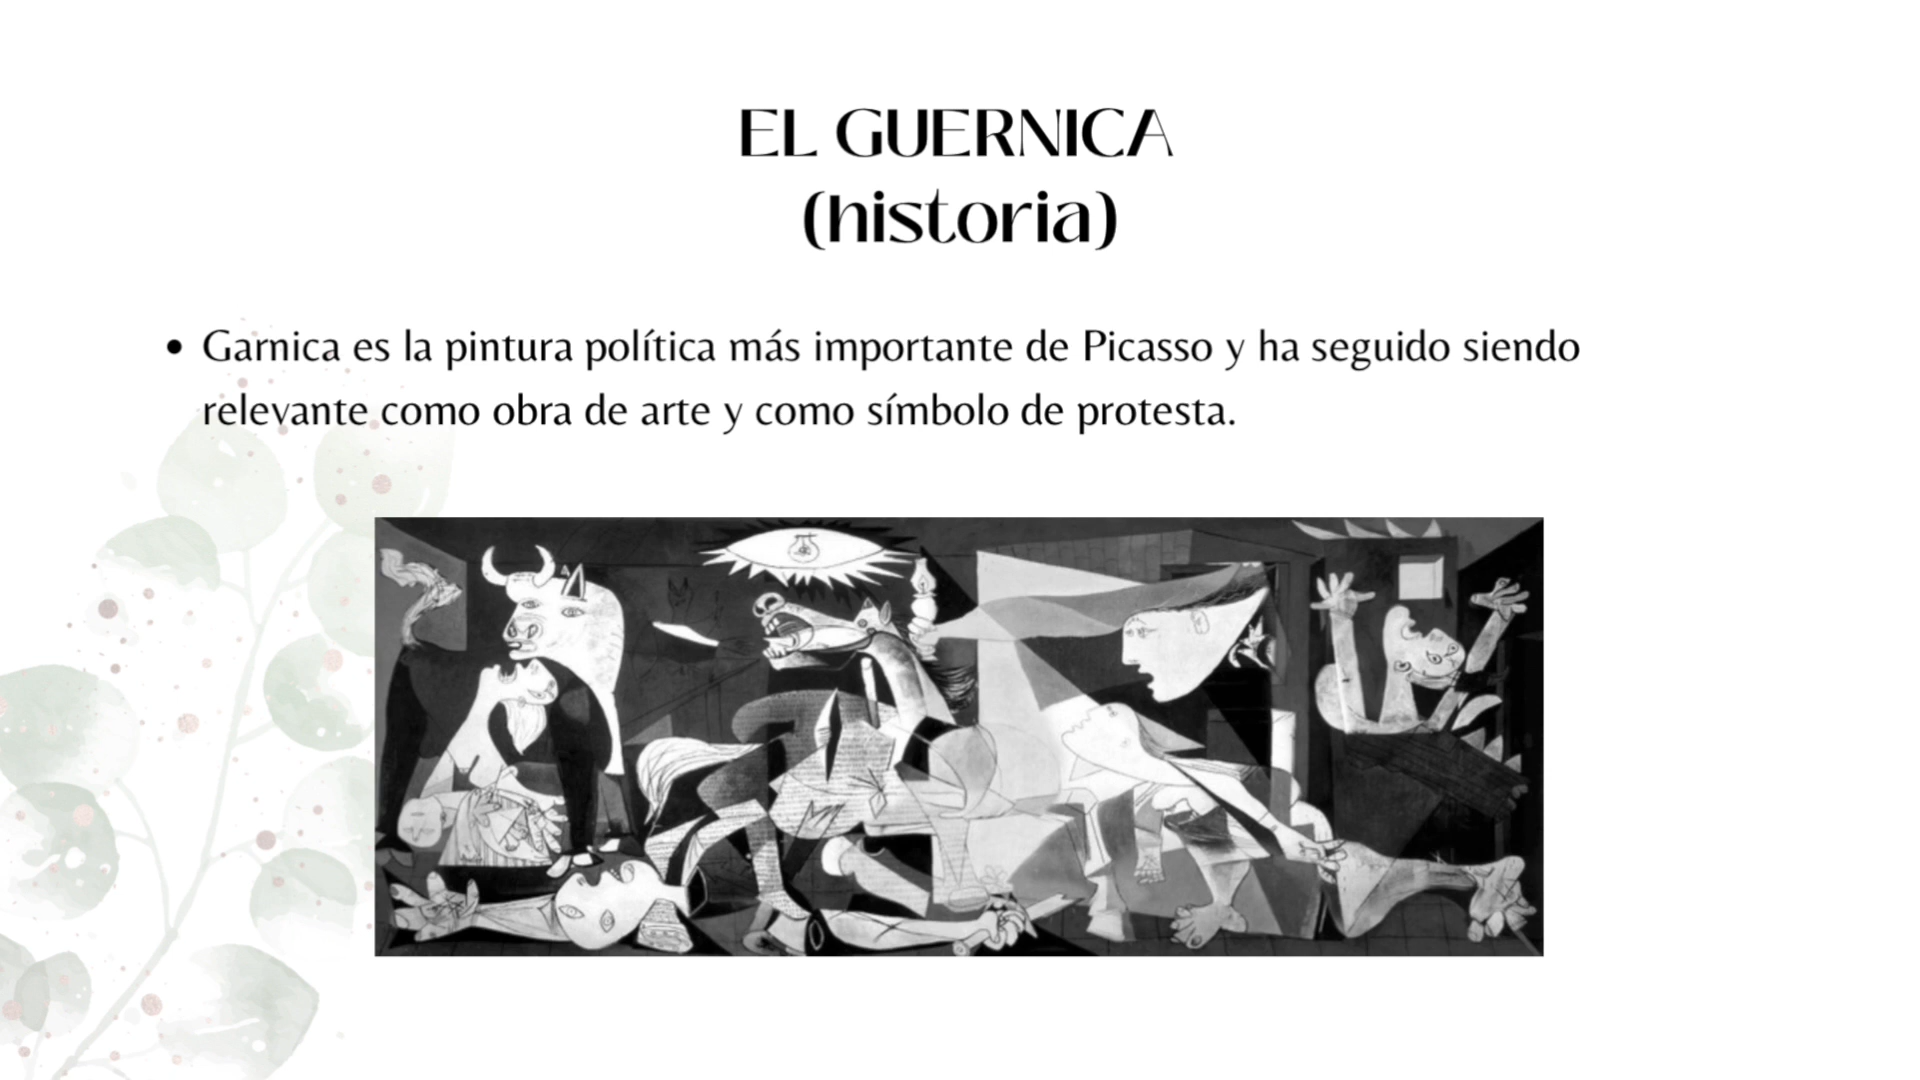 EL GUERNICA
(historia)
• Garnica es la pintura política más importante de Picasso y ha seguido siendo
relevante como obra de arte y como símbolo de protesta.